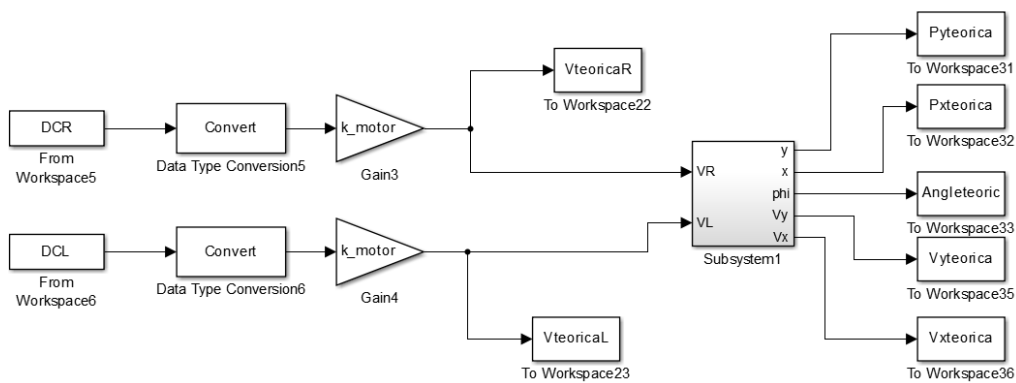 Pyteorica
To Workspace31
VteoricaR
To Workspace22
Pxteorica
To Workspace32
DCR
From
Workspace5
Convert
Data Type Conversion5
k_motor
Gain3
VR
VL
y
x
phi
Vy
Vx
Subsystem1
Angleteoric
To Workspace33
DCL
From
Workspace6
Convert
Data Type Conversion6
k_motor
Gain4
Vyteorica
To Workspace35
VteoricaL
To Workspace23
Vxteorica
To Workspace36